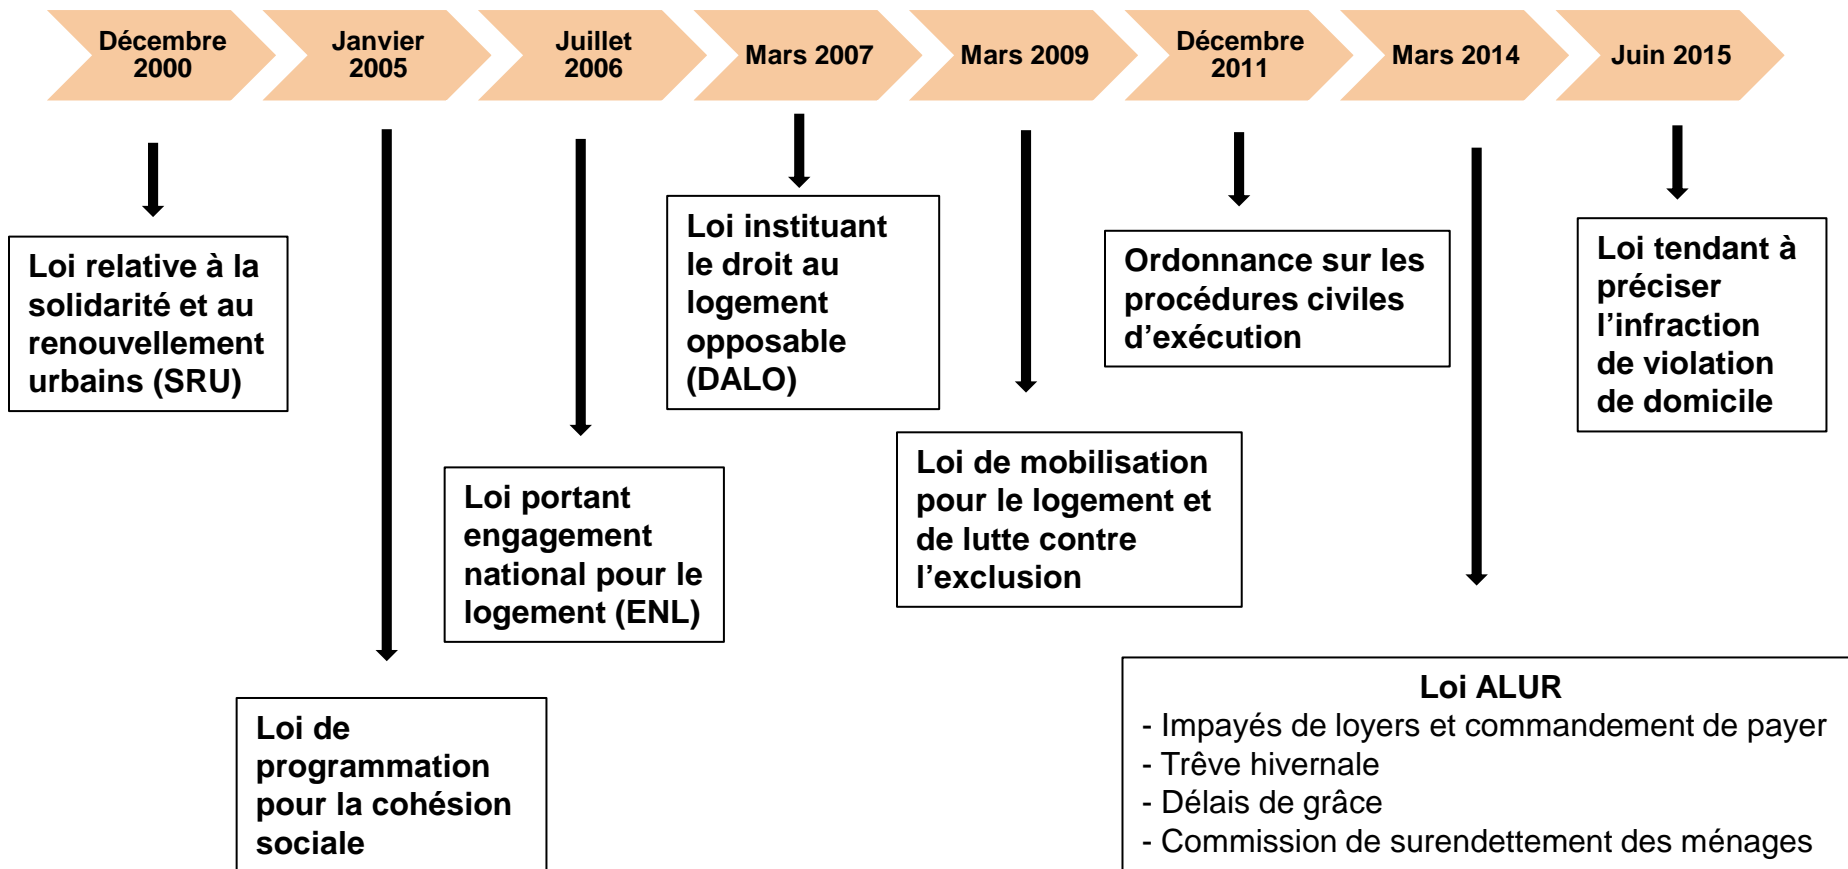 Décembre
2000
Janvier
2005
Juillet
2006
Mars 2007
Mars 2009
Décembre
2011
Mars 2014
Juin 2015
Loi relative à la
solidarité et au
renouvellement
urbains (SRU)
Loi de
programmation
pour la cohésion
sociale
Loi portant
engagement
national pour le
logement (ENL)
Loi instituant
le droit au
logement
opposable
(DALO)
Loi de mobilisation
pour le logement et
de lutte contre
l’exclusion
Ordonnance sur les
procédures civiles
d’exécution
Loi ALUR
- Impayés de loyers et commandement de payer
- Trêve hivernale
- Délais de grâce
- Commission de surendettement des ménages
Loi tendant à
préciser
l’infraction
de violation
de domicile